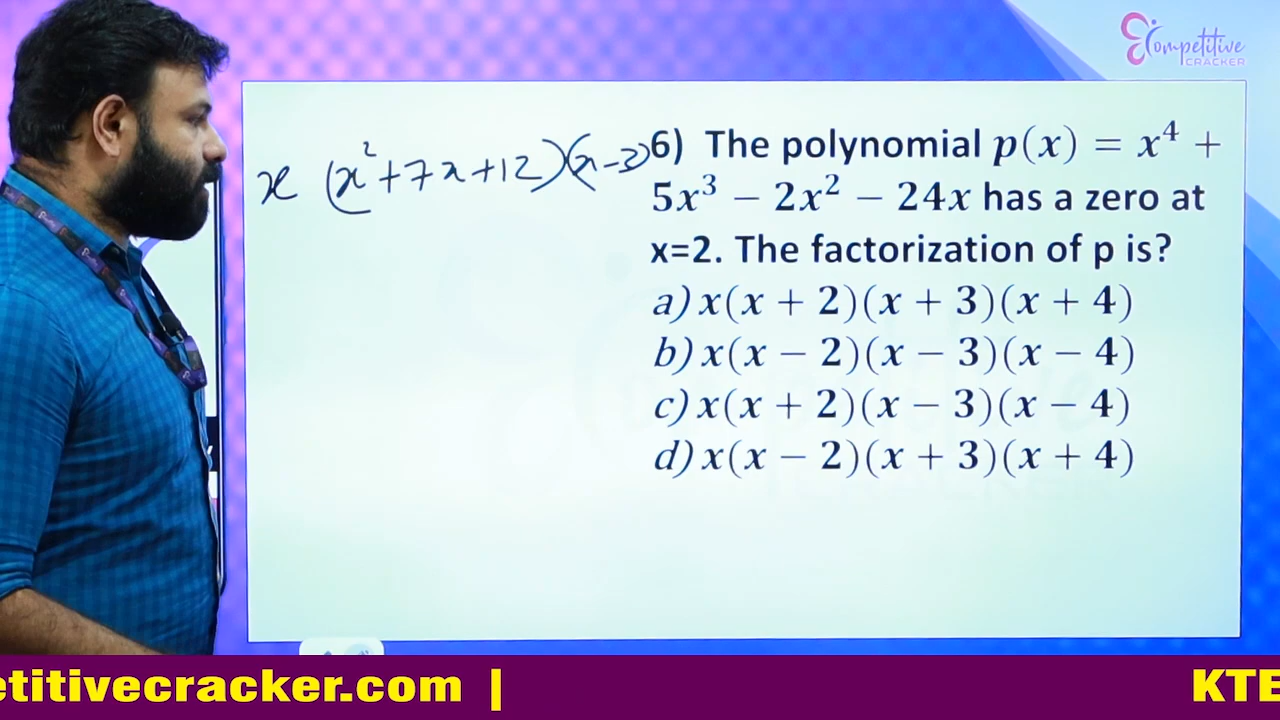 Competitive
CRACKER
x (x²+7x+12)(x-3)
6) The polynomial p(x) = x⁴ +
5x³ − 2x² − 24x has a zero at
x=2. The factorization of p is?
a) x(x + 2)(x + 3)(x + 4)
b) x(x − 2)(x − 3)(x − 4)
c) x(x + 2)(x − 3)(x − 4)
d) x(x − 2)(x + 3)(x + 4)
etitivecracker.com | KTE